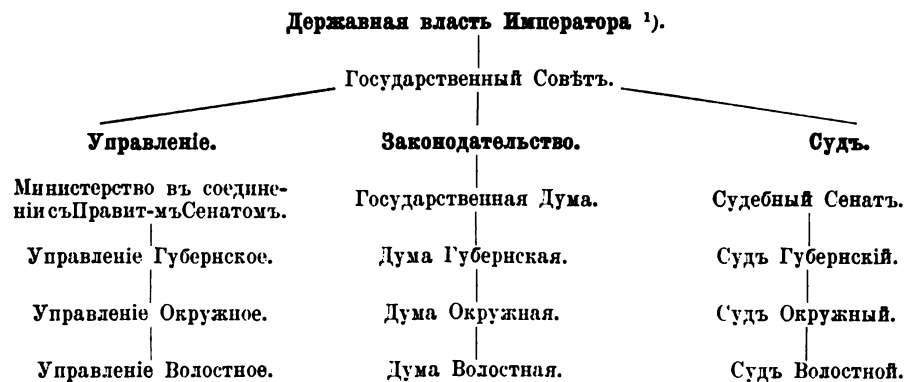 Державная власть Императора ¹).
Государственный Совѣтъ.
Управленіе.
Законодательство.
Судъ.
Министерство въ соедине-
ніи съ Правит-мъ Сенатомъ.
Государственная Дума.
Судебный Сенатъ.
Управленіе Губернское.
Дума Губернская.
Судъ Губернскій.
Управленіе Окружное.
Дума Окружная.
Судъ Окружный.
Управленіе Волостное.
Дума Волостная.
Судъ Волостной.